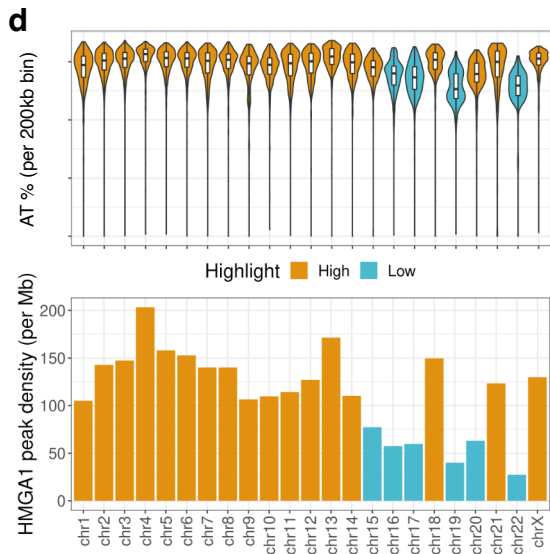 d
AT % (per 200kb bin)
Highlight High Low
HMGA1 peak density (per Mb)
200
150
100
50
0
chr1 chr2 chr3 chr4 chr5 chr6 chr7 chr8 chr9 chr10 chr11 chr12 chr13 chr14 chr15 chr16 chr17 chr18 chr19 chr20 chr21 chr22 chrX